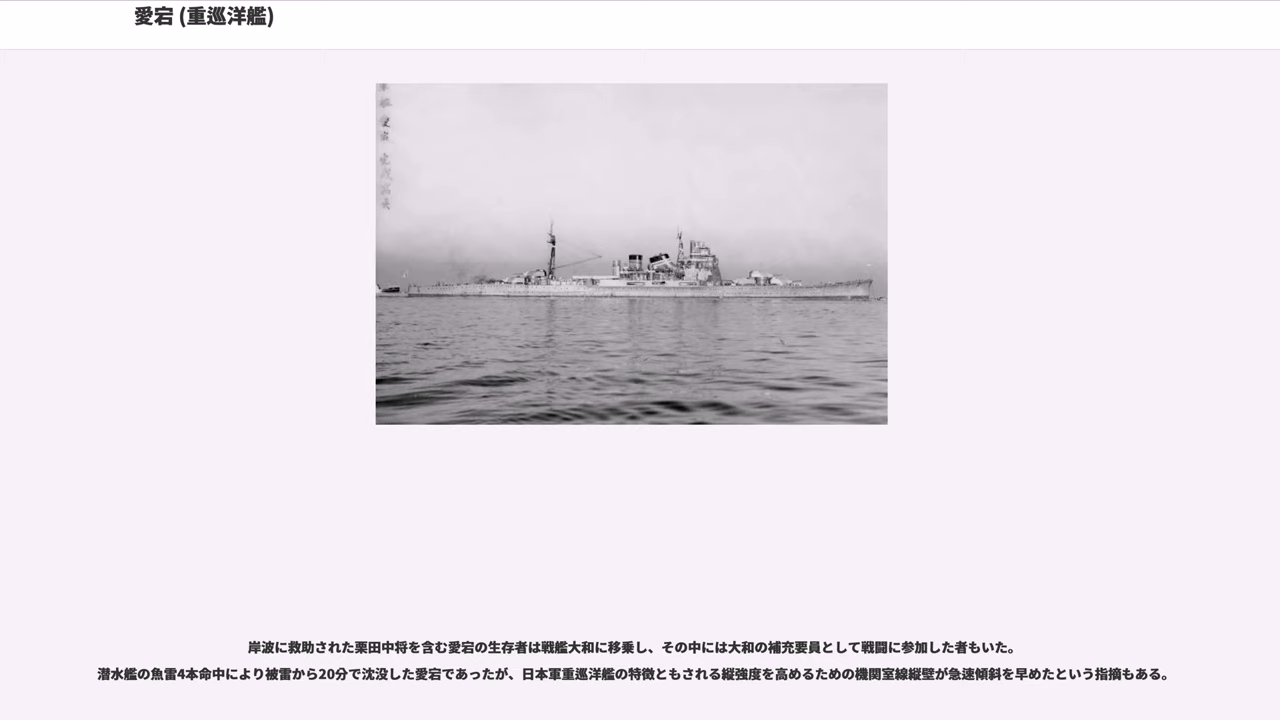 愛宕 (重巡洋艦)
岸波に救助された栗田中将を含む愛宕の生存者は戦艦大和に移乗し、その中には大和の補充要員として戦闘に参加した者もいた。
潜水艦の魚雷4本命中により被雷から20分で沈没した愛宕であったが、日本軍重巡洋艦の特徴ともされる縦強度を高めるための機関室線縦壁が急速傾斜を早めたという指摘もある。